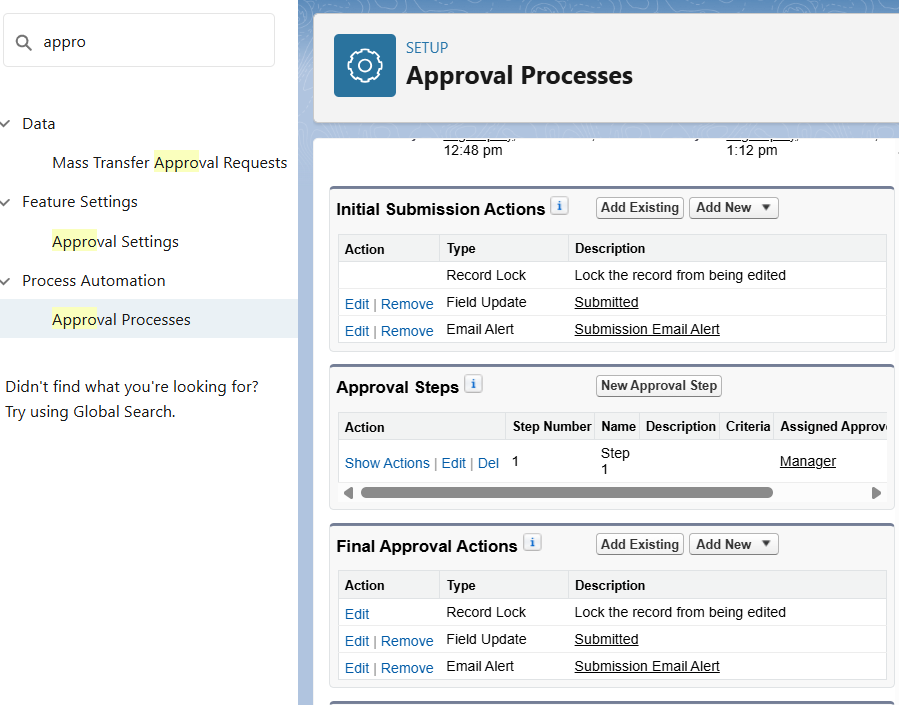 appro
Data
Mass Transfer Approval Requests
Feature Settings
Approval Settings
Process Automation
Approval Processes
Didn't find what you're looking for?
Try using Global Search.
SETUP
Approval Processes
12:48 pm 1:12 pm
Initial Submission Actions i Add Existing Add New
Action Type Description
Record Lock Lock the record from being edited
Edit | Remove Field Update Submitted
Edit | Remove Email Alert Submission Email Alert
Approval Steps i New Approval Step
Action Step Number Name Description Criteria Assigned Approv
Show Actions | Edit | Del 1 Step
1 Manager
Final Approval Actions i Add Existing Add New
Action Type Description
Edit Record Lock Lock the record from being edited
Edit | Remove Field Update Submitted
Edit | Remove Email Alert Submission Email Alert